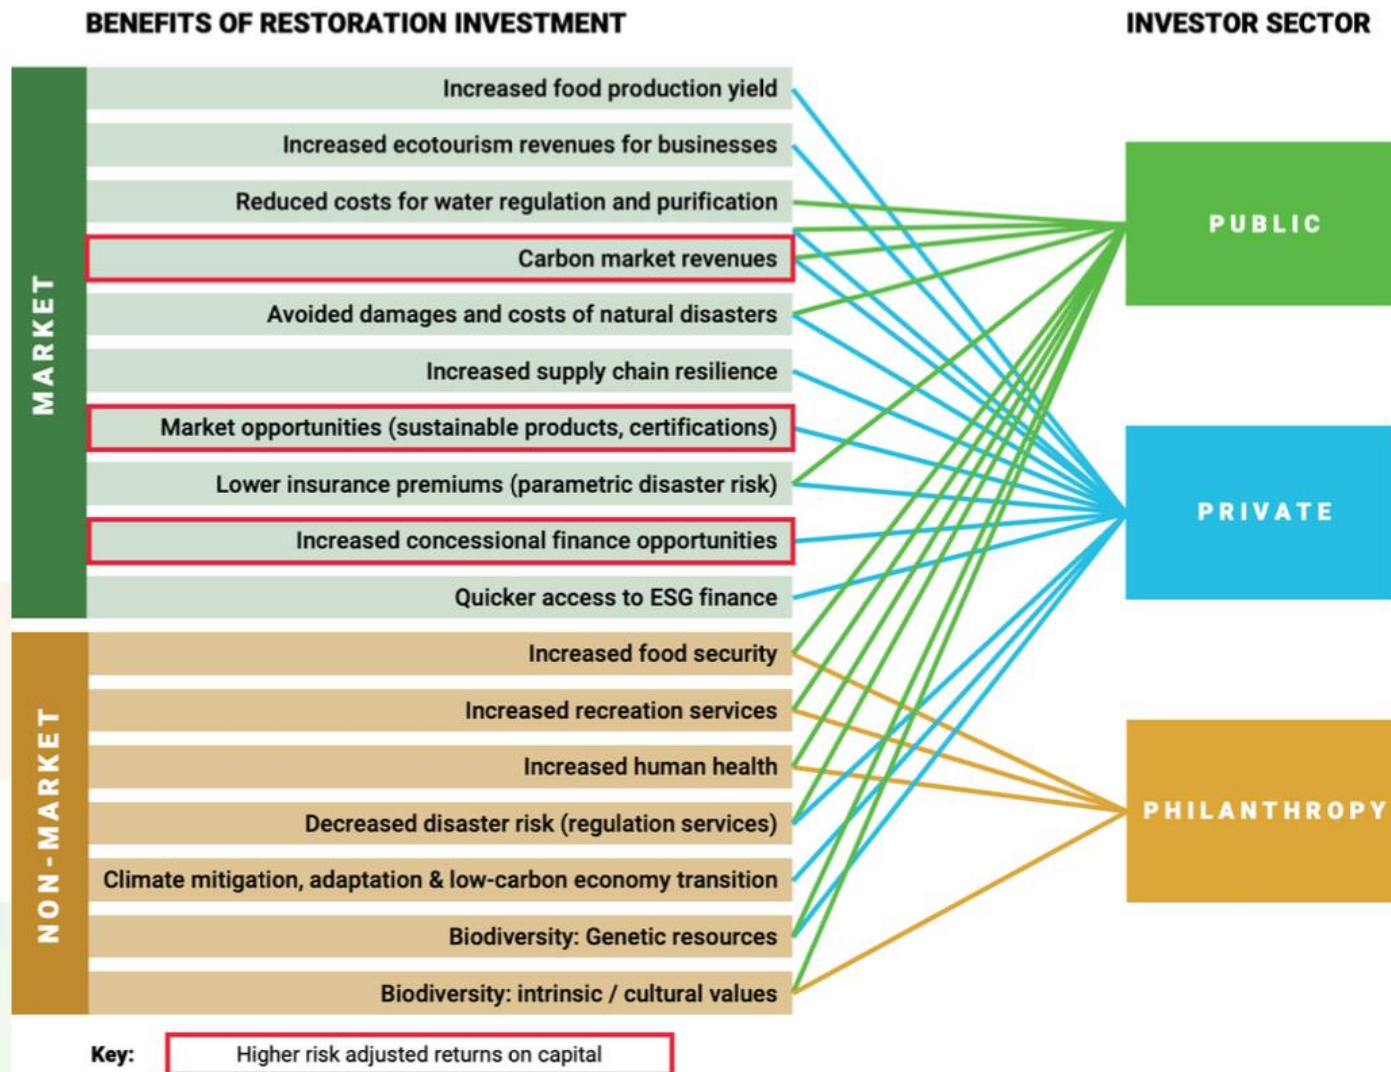 BENEFITS OF RESTORATION INVESTMENT
INVESTOR SECTOR
MARKET
Increased food production yield
Increased ecotourism revenues for businesses
Reduced costs for water regulation and purification
Carbon market revenues
Avoided damages and costs of natural disasters
Increased supply chain resilience
Market opportunities (sustainable products, certifications)
Lower insurance premiums (parametric disaster risk)
Increased concessional finance opportunities
Quicker access to ESG finance
NON-MARKET
Increased food security
Increased recreation services
Increased human health
Decreased disaster risk (regulation services)
Climate mitigation, adaptation & low-carbon economy transition
Biodiversity: Genetic resources
Biodiversity: intrinsic / cultural values
PUBLIC
PRIVATE
PHILANTHROPY
Key:
Higher risk adjusted returns on capital